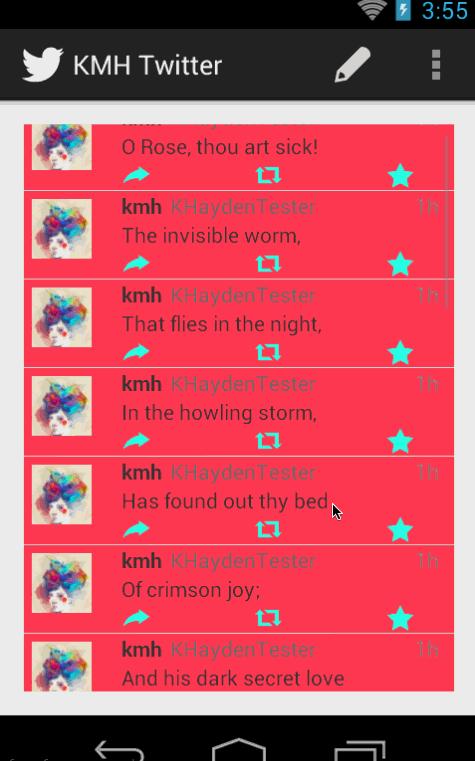 3:55
KMH Twitter
O Rose, thou art sick!
kmh KHaydenTester 1h
The invisible worm,
kmh KHaydenTester 1h
That flies in the night,
kmh KHaydenTester 1h
In the howling storm,
kmh KHaydenTester 1h
Has found out thy bed
kmh KHaydenTester 1h
Of crimson joy;
kmh KHaydenTester 1h
And his dark secret love